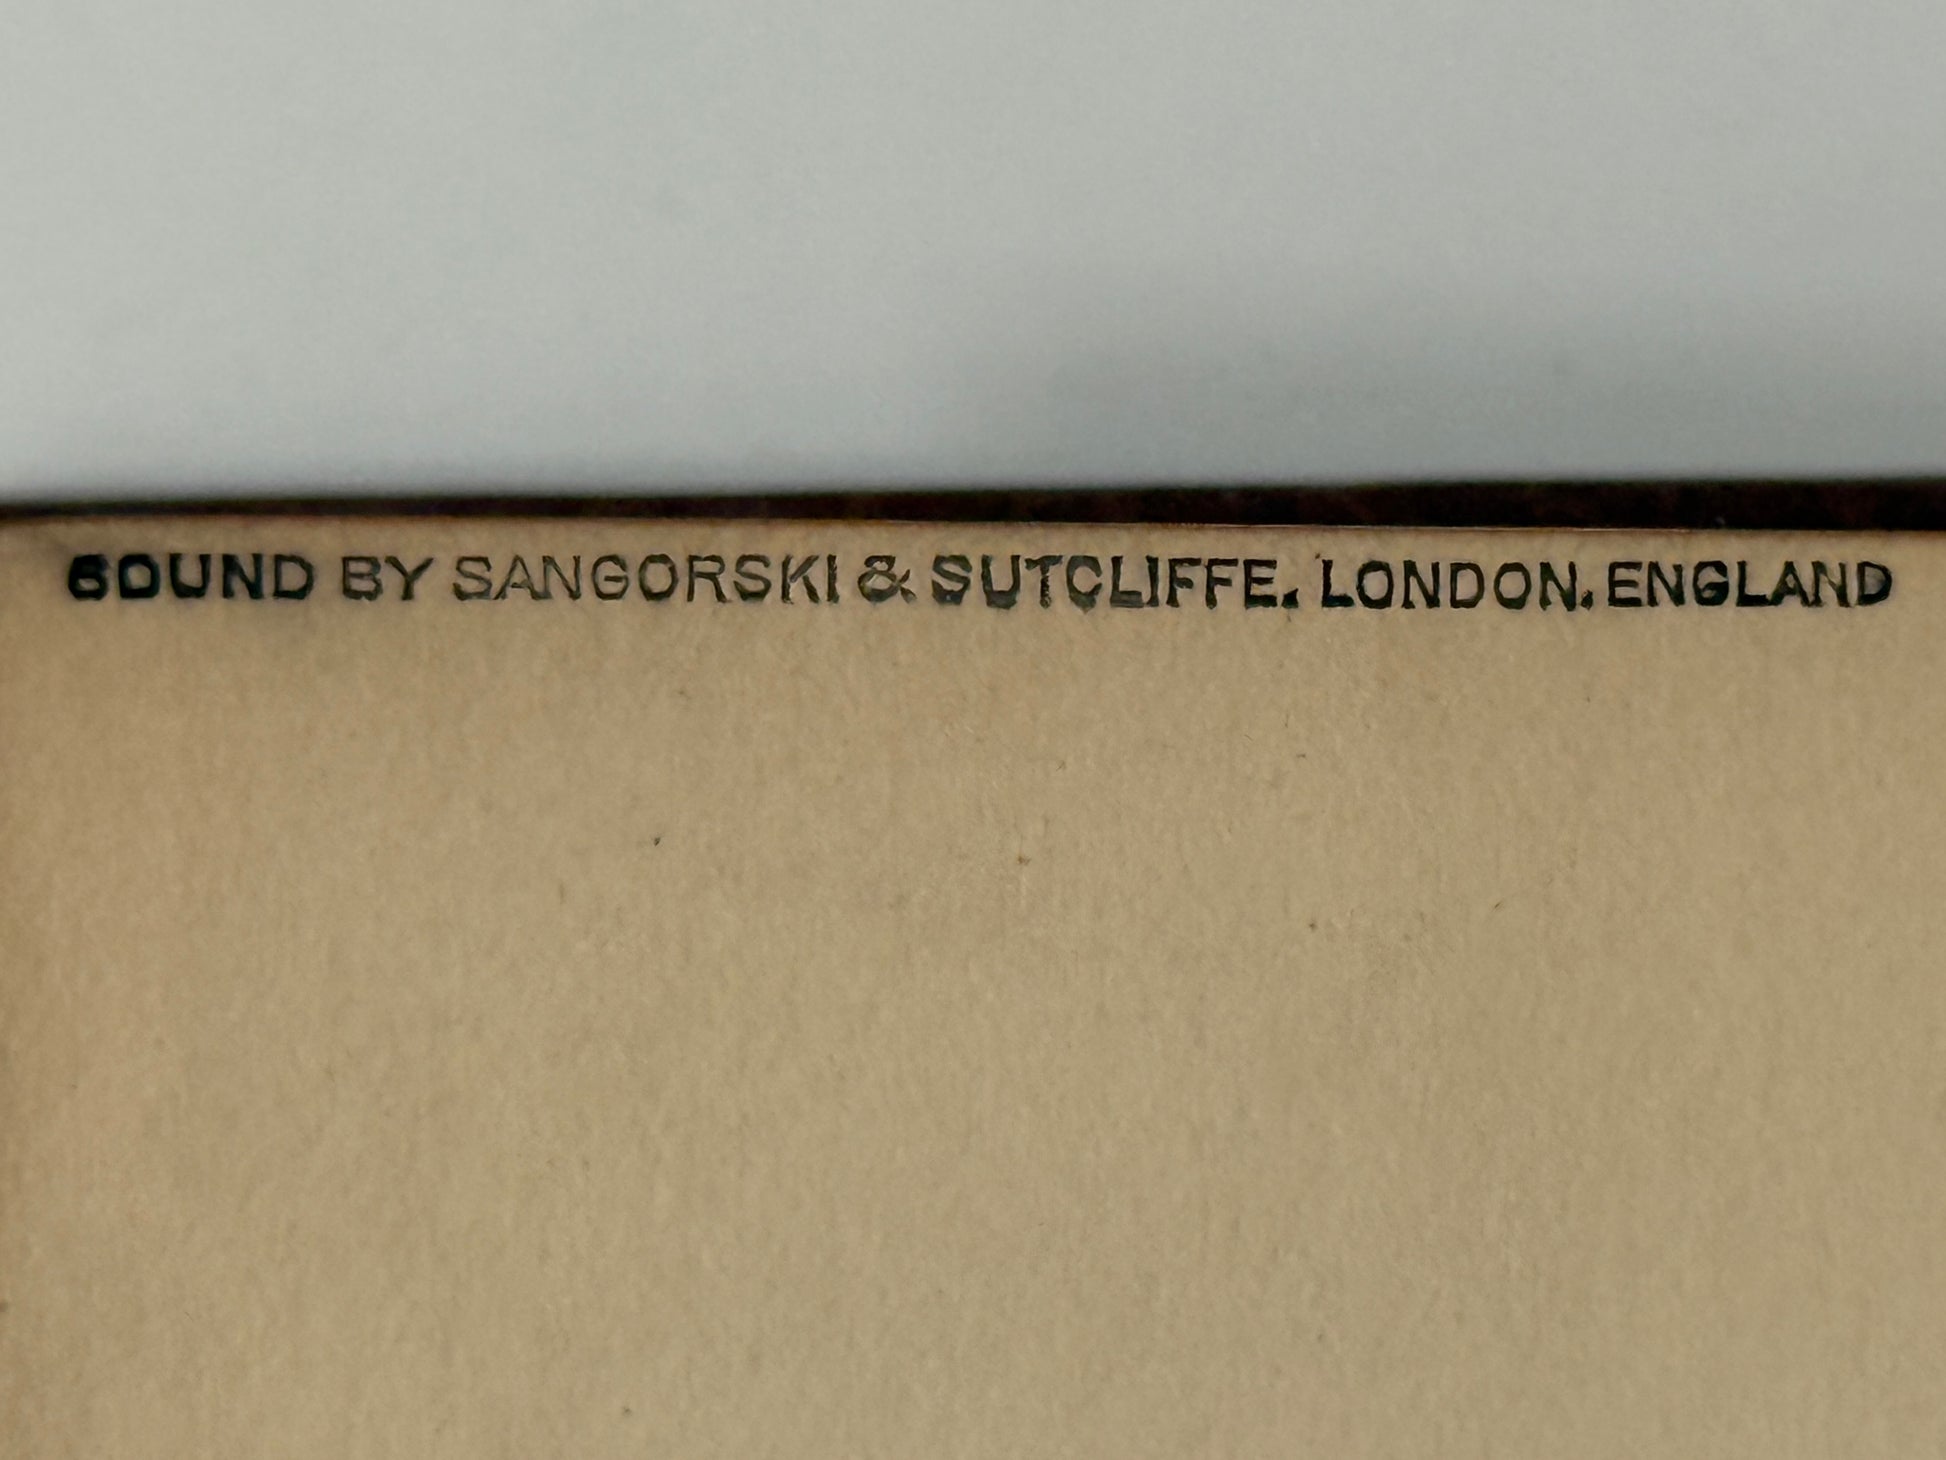 BOUND BY SANGORSKI & SUTCLIFFE. LONDON. ENGLAND